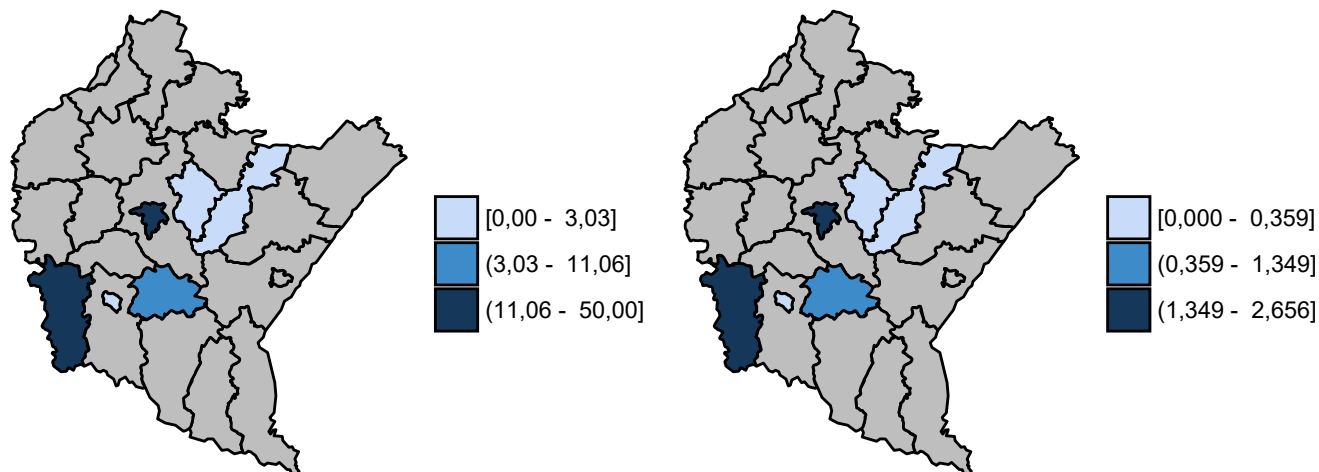 [0,00 - 3,03]
(3,03 - 11,06]
(11,06 - 50,00]
[0,000 - 0,359]
(0,359 - 1,349]
(1,349 - 2,656]